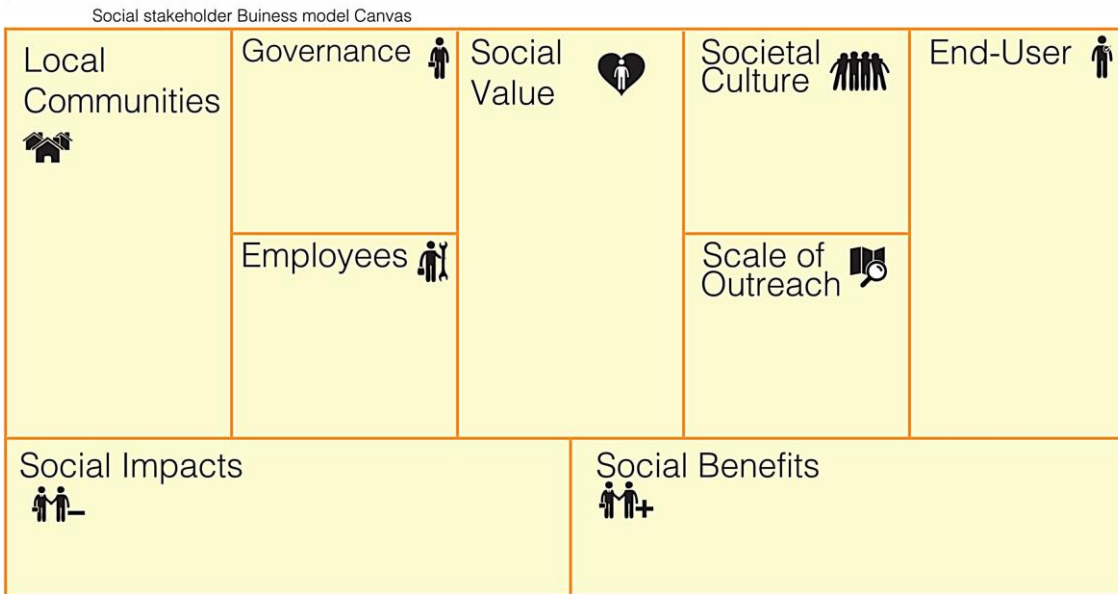 Social stakeholder Buiness model Canvas
Local
Communities
Governance
Employees
Social
Value
Societal
Culture
Scale of
Outreach
End-User
Social Impacts
Social Benefits